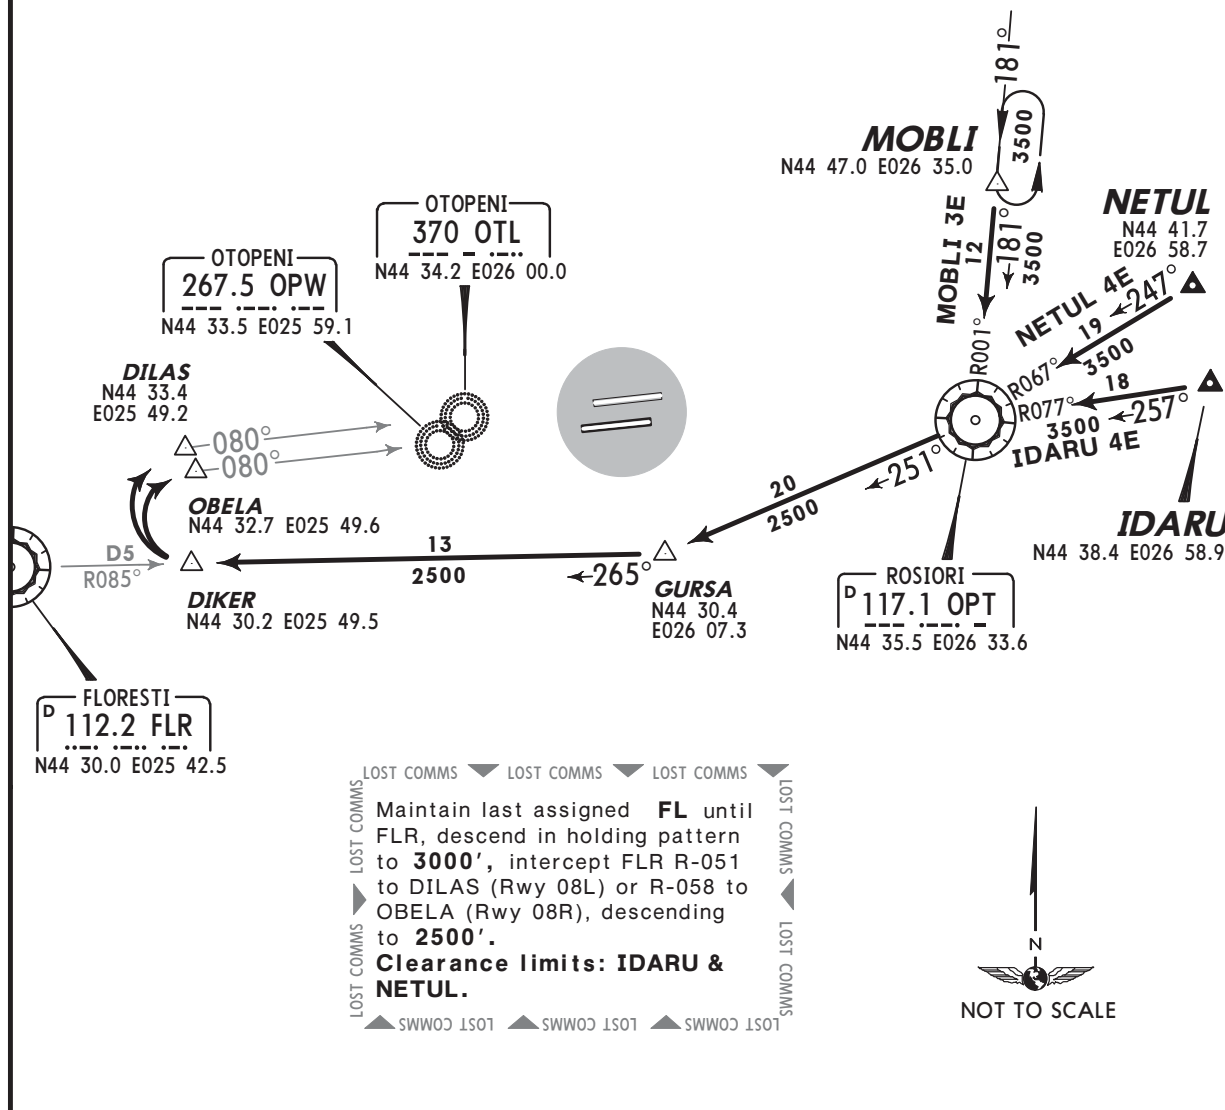 181°
3500
MOBLI
N44 47.0 E026 35.0
NETUL
N44 41.7
E026 58.7
MOBLI 3E
12
181°
3500
NETUL 4E
247°
19
3500
OTOPENI
370 OTL
N44 34.2 E026 00.0
OTOPENI
267.5 OPW
N44 33.5 E025 59.1
R001°
R067°
R077°
18
257°
3500
IDARU 4E
DILAS
N44 33.4
E025 49.2
080°
080°
OBELA
N44 32.7 E025 49.6
251°
20
2500
IDARU
N44 38.4 E026 58.9
D5
R085°
13
2500
265°
DIKER
N44 30.2 E025 49.5
GURSA
N44 30.4
E026 07.3
ROSIORI
D 117.1 OPT
N44 35.5 E026 33.6
FLORESTI
D 112.2 FLR
N44 30.0 E025 42.5
LOST COMMS LOST COMMS LOST COMMS
LOST COMMS
LOST COMMS
Maintain last assigned FL until
FLR, descend in holding pattern
to 3000', intercept FLR R-051
to DILAS (Rwy 08L) or R-058 to
OBELA (Rwy 08R), descending
to 2500'.
Clearance limits: IDARU &
NETUL.
LOST COMMS
LOST COMMS
LOST COMMS LOST COMMS LOST COMMS
N
NOT TO SCALE